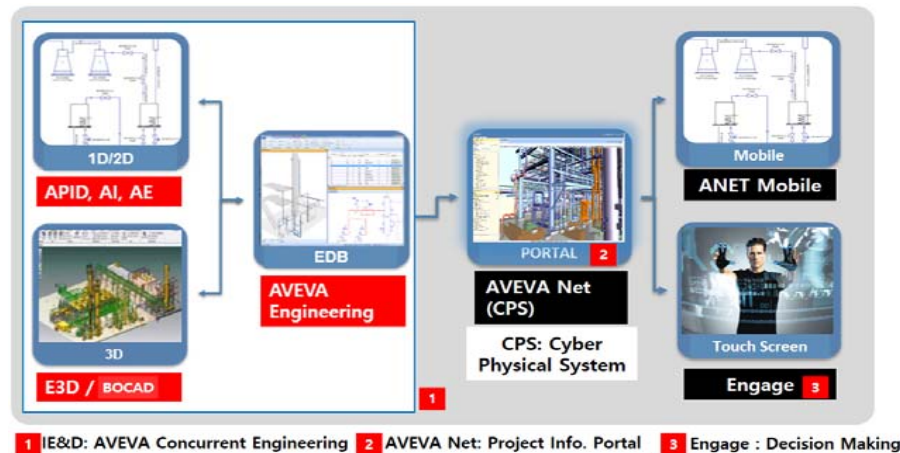 1D/2D
APID, AI, AE
3D
E3D / BOCAD
EDB
AVEVA
Engineering
1
PORTAL 2
AVEVA Net
(CPS)
CPS: Cyber
Physical System
Mobile
ANET Mobile
Touch Screen
Engage 3
1 IE&D: AVEVA Concurrent Engineering 2 AVEVA Net: Project Info. Portal 3 Engage : Decision Making